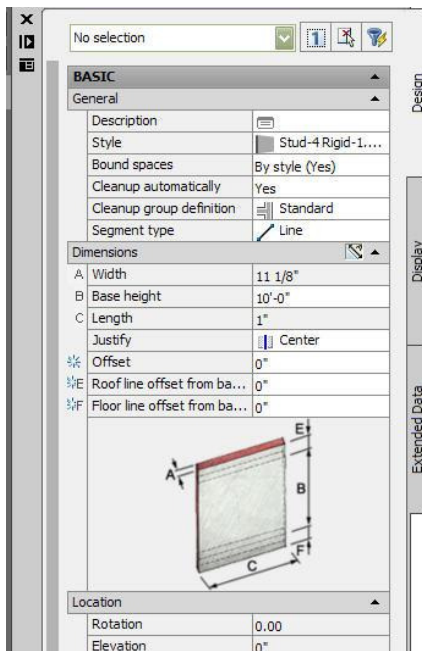 No selection
Design
BASIC
General
Description
Style Stud-4 Rigid-1....
Bound spaces By style (Yes)
Cleanup automatically Yes
Cleanup group definition Standard
Segment type Line
Dimensions
Display
A Width 11 1/8"
B Base height 10'-0"
C Length 1"
Justify Center
Offset 0"
E Roof line offset from ba... 0"
F Floor line offset from ba... 0"
Extended Data
E
A
B
F
C
Location
Rotation 0.00
Elevation 0"